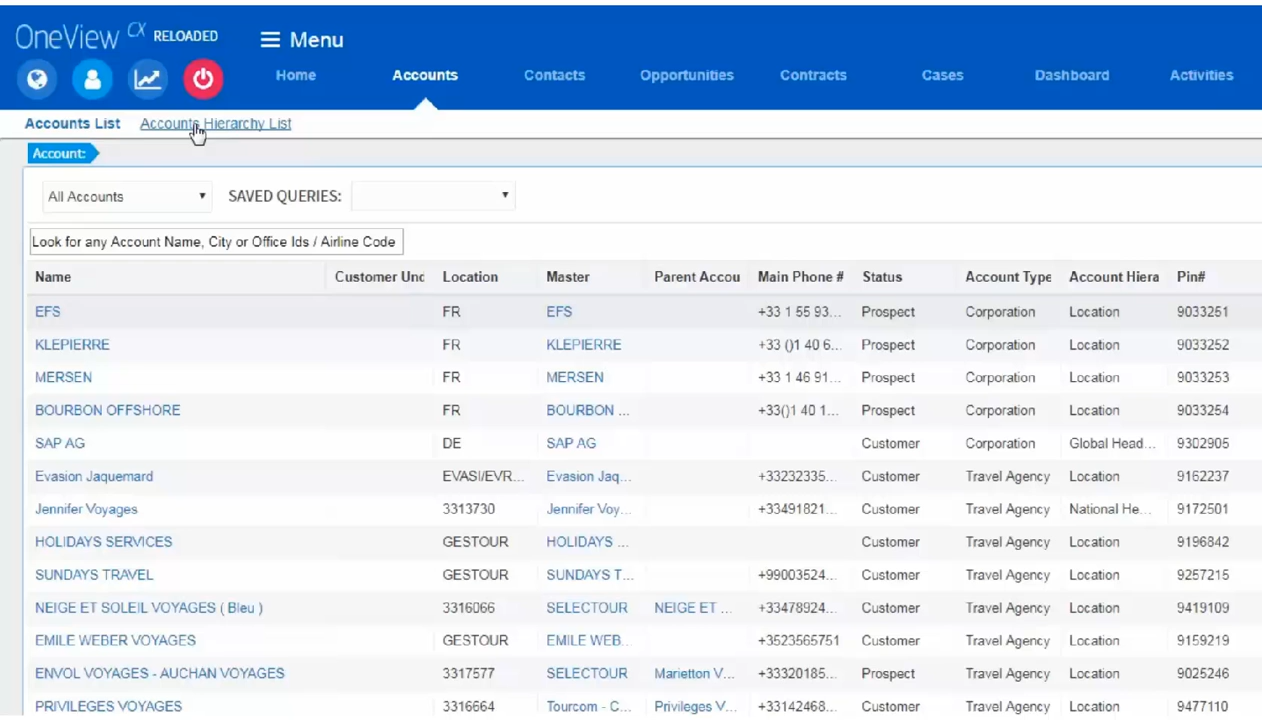 OneView CX RELOADED
Menu
Home Accounts Contacts Opportunities Contracts Cases Dashboard Activities
Accounts List Accounts Hierarchy List
Account:
All Accounts SAVED QUERIES:
Look for any Account Name, City or Office Ids / Airline Code
Name Customer Unc Location Master Parent Accou Main Phone # Status Account Type Account Hiera Pin#
EFS FR EFS +33 1 55 93... Prospect Corporation Location 9033251
KLEPIERRE FR KLEPIERRE +33 ()1 40 6... Prospect Corporation Location 9033252
MERSEN FR MERSEN +33 1 46 91... Prospect Corporation Location 9033253
BOURBON OFFSHORE FR BOURBON ... +33()1 40 1... Prospect Corporation Location 9033254
SAP AG DE SAP AG Customer Corporation Global Head... 9302905
Evasion Jaquemard EVASI/EVR... Evasion Jaq... +33232335... Customer Travel Agency Location 9162237
Jennifer Voyages 3313730 Jennifer Voy... +33491821... Customer Travel Agency National He... 9172501
HOLIDAYS SERVICES GESTOUR HOLIDAYS ... Customer Travel Agency Location 9196842
SUNDAYS TRAVEL GESTOUR SUNDAYS T... +99003524... Customer Travel Agency Location 9257215
NEIGE ET SOLEIL VOYAGES ( Bleu ) 3316066 SELECTOUR NEIGE ET ... +33478924... Customer Travel Agency Location 9419109
EMILE WEBER VOYAGES GESTOUR EMILE WEB... +3523565751 Customer Travel Agency Location 9159219
ENVOL VOYAGES - AUCHAN VOYAGES 3317577 SELECTOUR Marietton V... +33320185... Prospect Travel Agency Location 9025246
PRIVILEGES VOYAGES 3316664 Tourcom - C... Privileges V... +33142468... Prospect Travel Agency Location 9477110